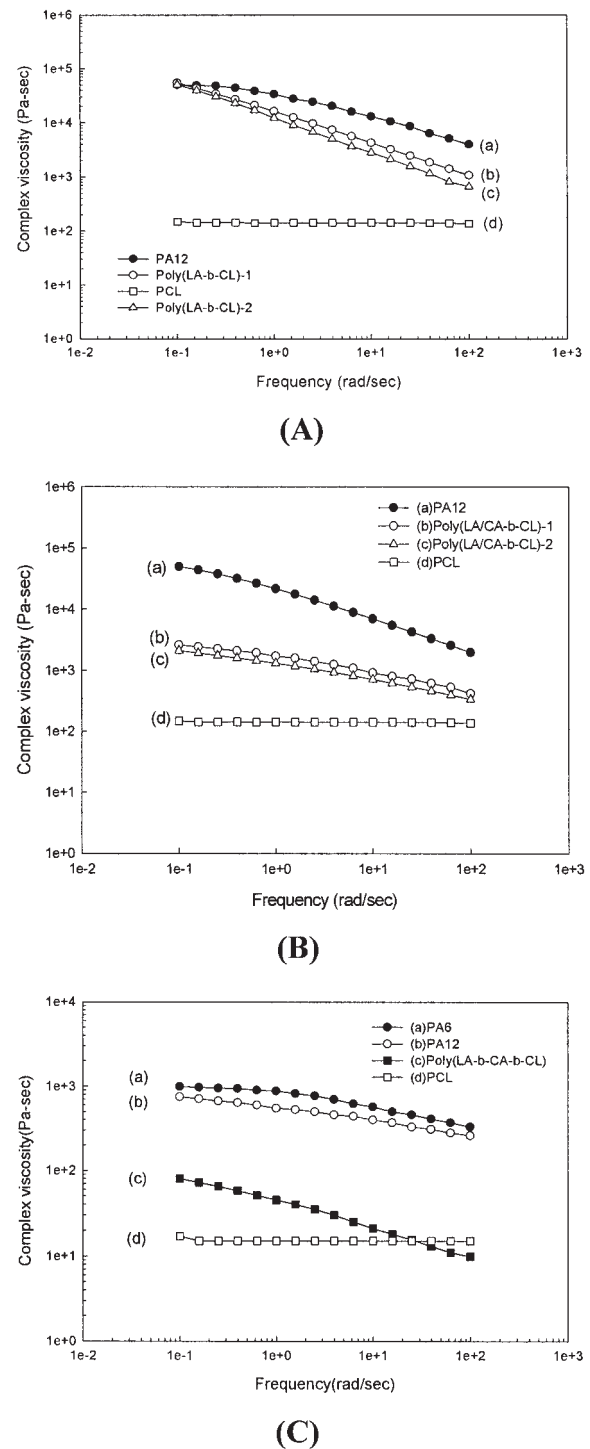 1e+6
1e+5
1e+4
1e+3
1e+2
1e+1
1e+0
Complex viscosity (Pa-sec)
(a)
(b)
(c)
(d)
PA12
Poly(LA-b-CL)-1
PCL
Poly(LA-b-CL)-2
1e-2 1e-1 1e+0 1e+1 1e+2 1e+3
Frequency (rad/sec)
(A)
1e+6
1e+5
1e+4
1e+3
1e+2
1e+1
1e+0
Complex viscosity (Pa-sec)
(a)PA12
(b)Poly(LA/CA-b-CL)-1
(c)Poly(LA/CA-b-CL)-2
(d)PCL
(a)
(b)
(c)
(d)
1e-2 1e-1 1e+0 1e+1 1e+2 1e+3
Frequency (rad/sec)
(B)
1e+4
1e+3
1e+2
1e+1
1e+0
Complex viscosity(Pa-sec)
(a)PA6
(b)PA12
(c)Poly(LA-b-CA-b-CL)
(d)PCL
(a)
(b)
(c)
(d)
1e-2 1e-1 1e+0 1e+1 1e+2 1e+3
Frequency(rad/sec)
(C)